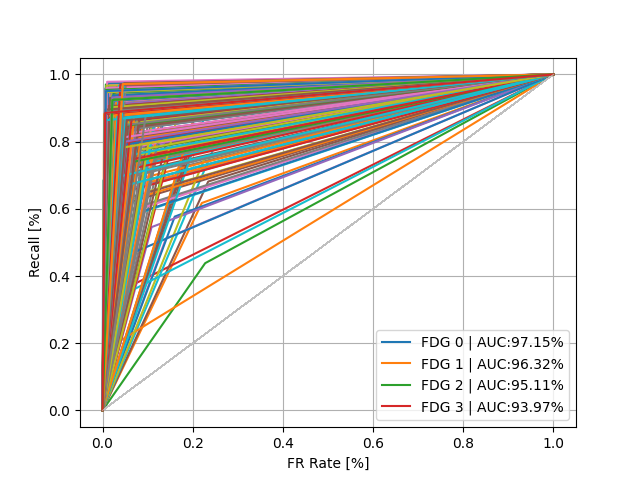 1.0
0.8
0.6
0.4
0.2
0.0
Recall [%]
FDG 0 | AUC:97.15%
FDG 1 | AUC:96.32%
FDG 2 | AUC:95.11%
FDG 3 | AUC:93.97%
0.0 0.2 0.4 0.6 0.8 1.0
FR Rate [%]